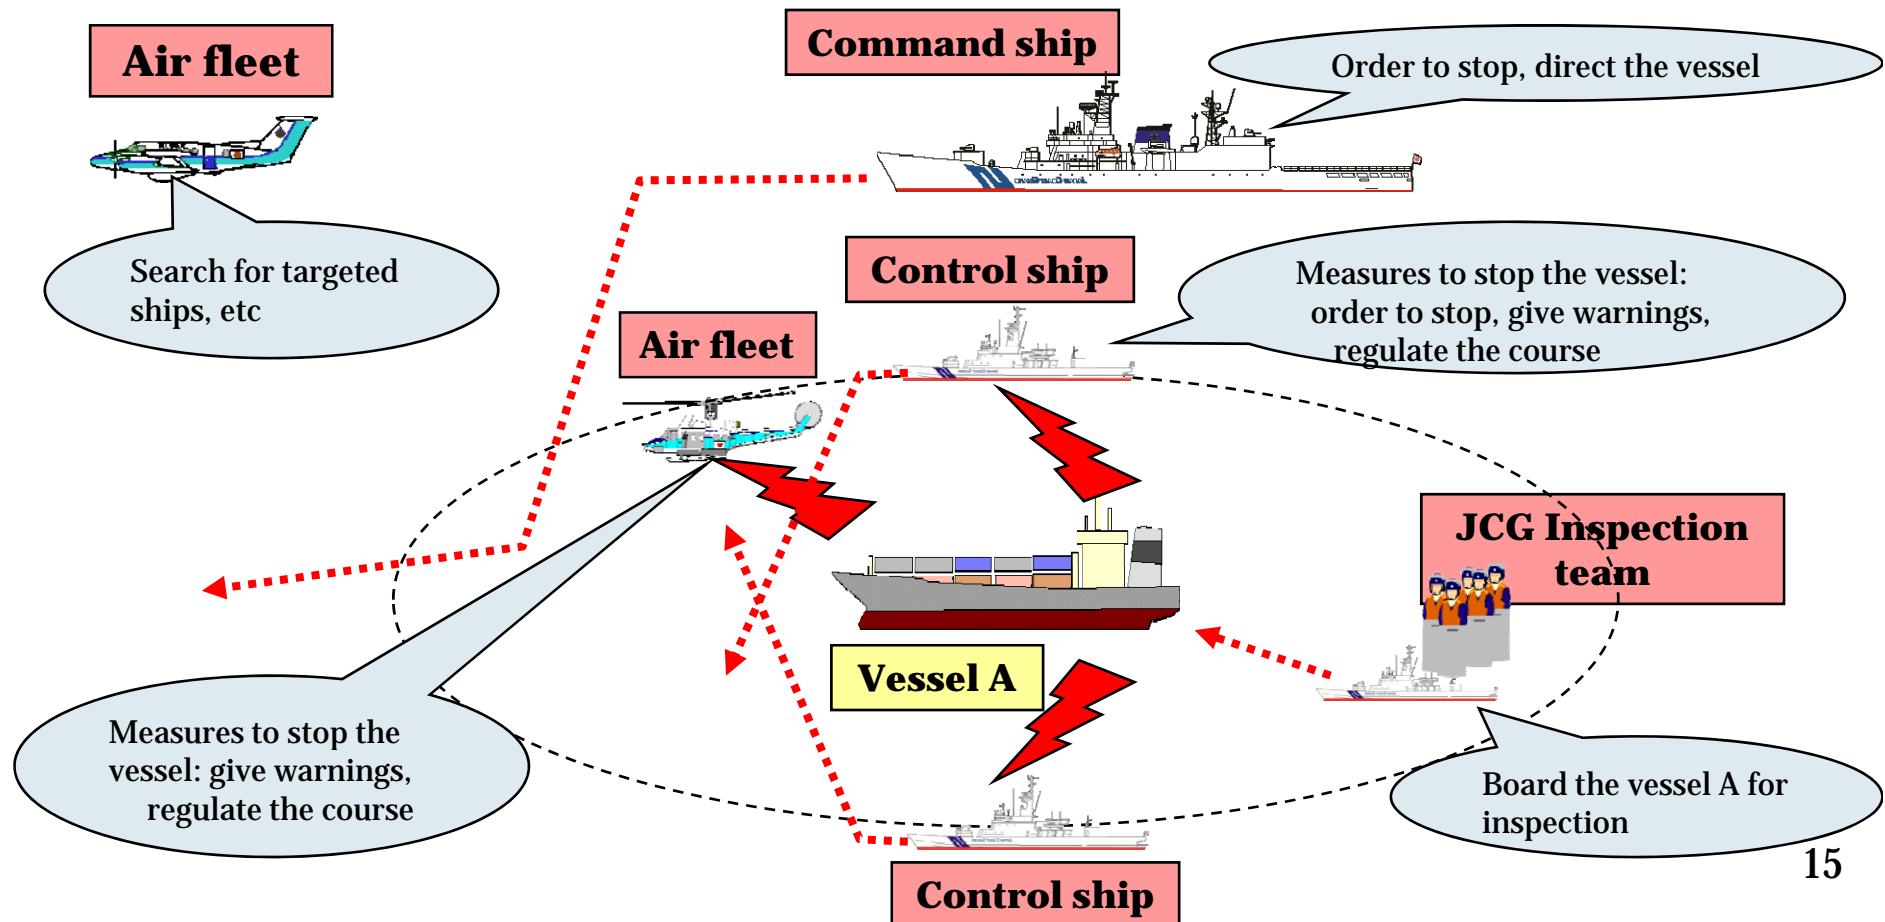 Air fleet
Command ship
Order to stop, direct the vessel
Search for targeted
ships, etc
Control ship
Measures to stop the vessel:
order to stop, give warnings,
regulate the course
Air fleet
JCG Inspection
team
Vessel A
Measures to stop the
vessel: give warnings,
regulate the course
Board the vessel A for
inspection
Control ship
15